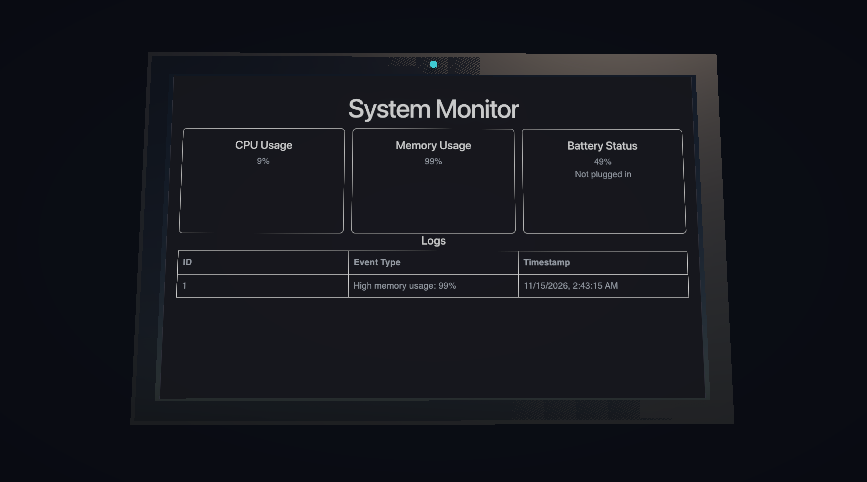 System Monitor
CPU Usage
9%
Memory Usage
99%
Battery Status
49%
Not plugged in
Logs
ID Event Type Timestamp
1 High memory usage: 99% 11/15/2026, 2:43:15 AM